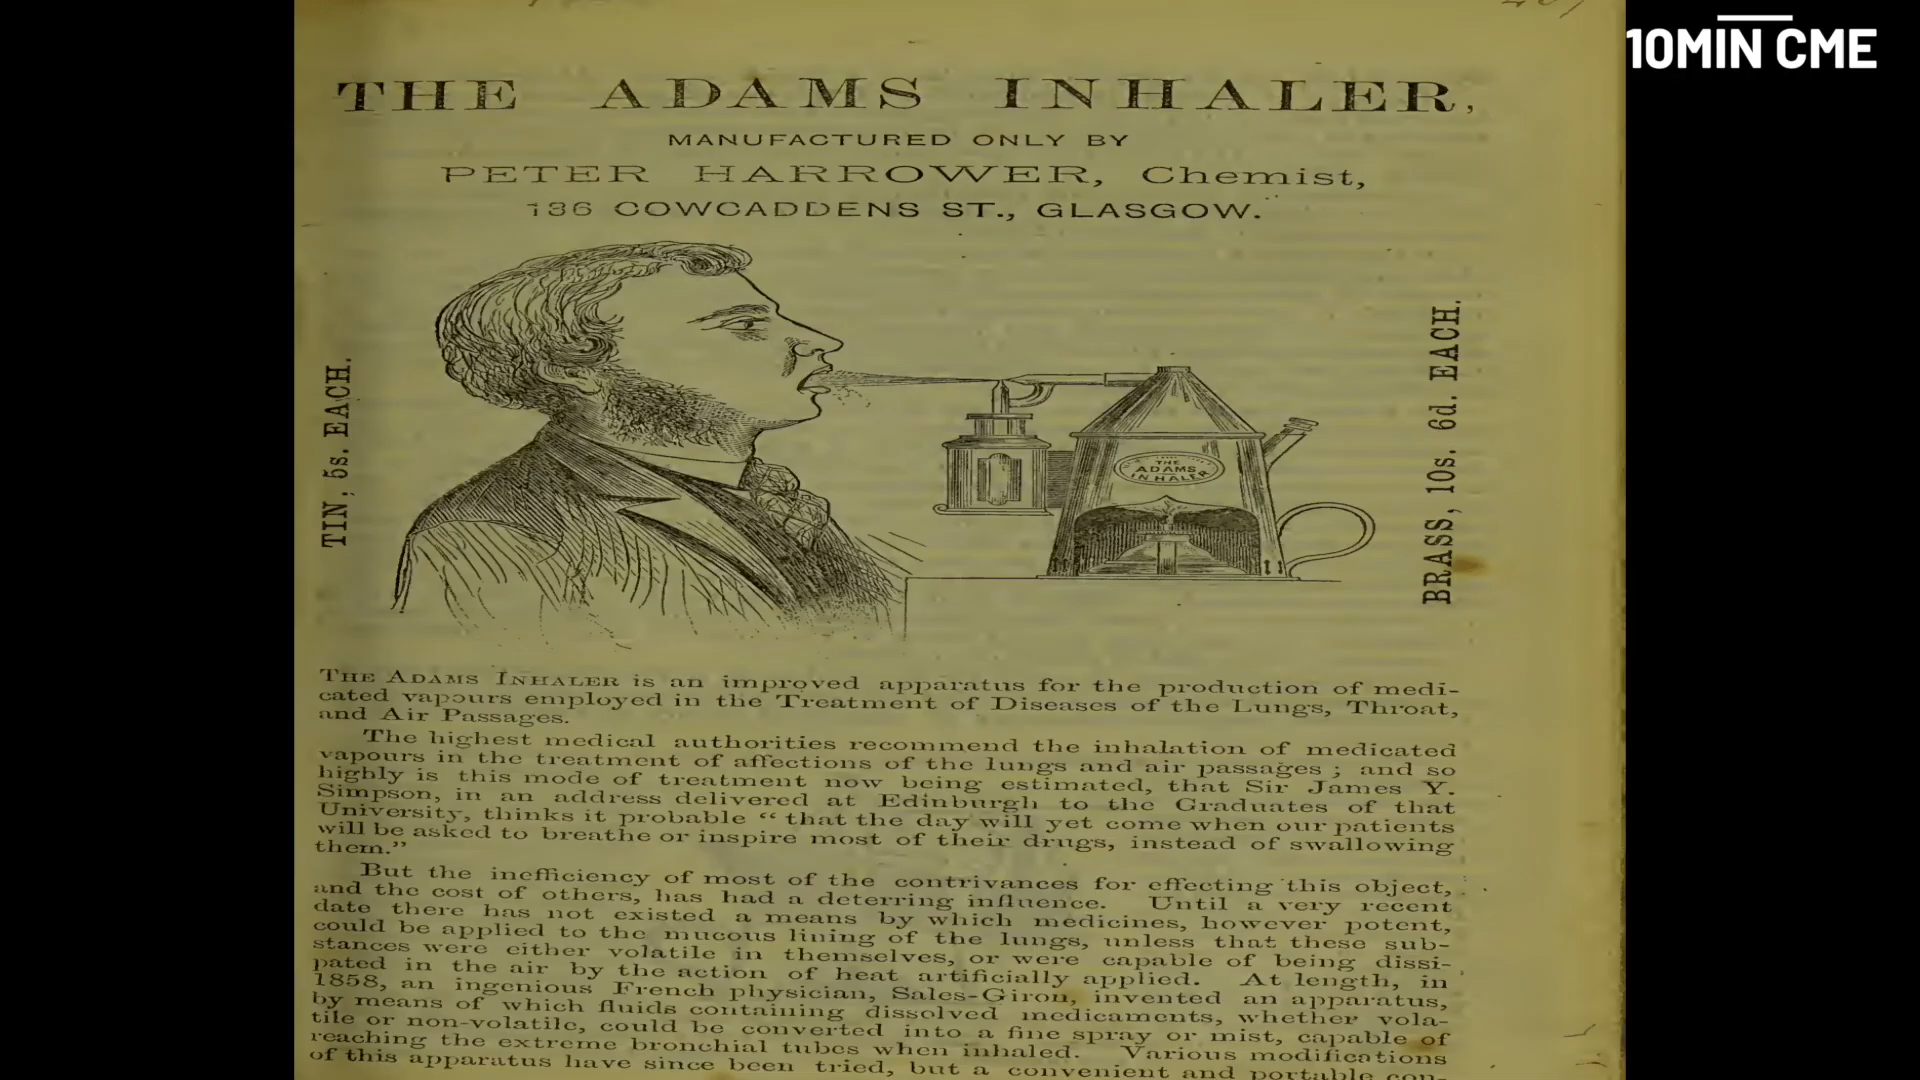 10MIN CME
THE ADAMS INHALER,
MANUFACTURED ONLY BY
PETER HARROWER, Chemist,
136 COWCADDENS ST., GLASGOW.
TIN, 5s. EACH.
BRASS, 10s. 6d. EACH.
THE
ADAMS
INHALER
THE ADAMS INHALER is an improved apparatus for the production of medi-
cated vapours employed in the Treatment of Diseases of the Lungs, Throat,
and Air Passages.
The highest medical authorities recommend the inhalation of medicated
vapours in the treatment of affections of the lungs and air passages; and so
highly is this mode of treatment now being estimated, that Sir James Y.
Simpson, in an address delivered at Edinburgh to the Graduates of that
University, thinks it probable “that the day will yet come when our patients
will be asked to breathe or inspire most of their drugs, instead of swallowing
them.”
But the inefficiency of most of the contrivances for effecting this object,
and the cost of others, has had a deterring influence. Until a very recent
date there has not existed a means by which medicines, however potent,
could be applied to the mucous lining of the lungs, unless that these sub-
stances were either volatile in themselves, or were capable of being dissi-
pated in the air by the action of heat artificially applied. At length, in
1858, an ingenious French physician, Sales-Giron, invented an apparatus,
by means of which fluids containing dissolved medicaments, whether vola-
tile or non-volatile, could be converted into a fine spray or mist, capable of
reaching the extreme bronchial tubes when inhaled. Various modifications
of this apparatus have since been tried, but a convenient and portable con-